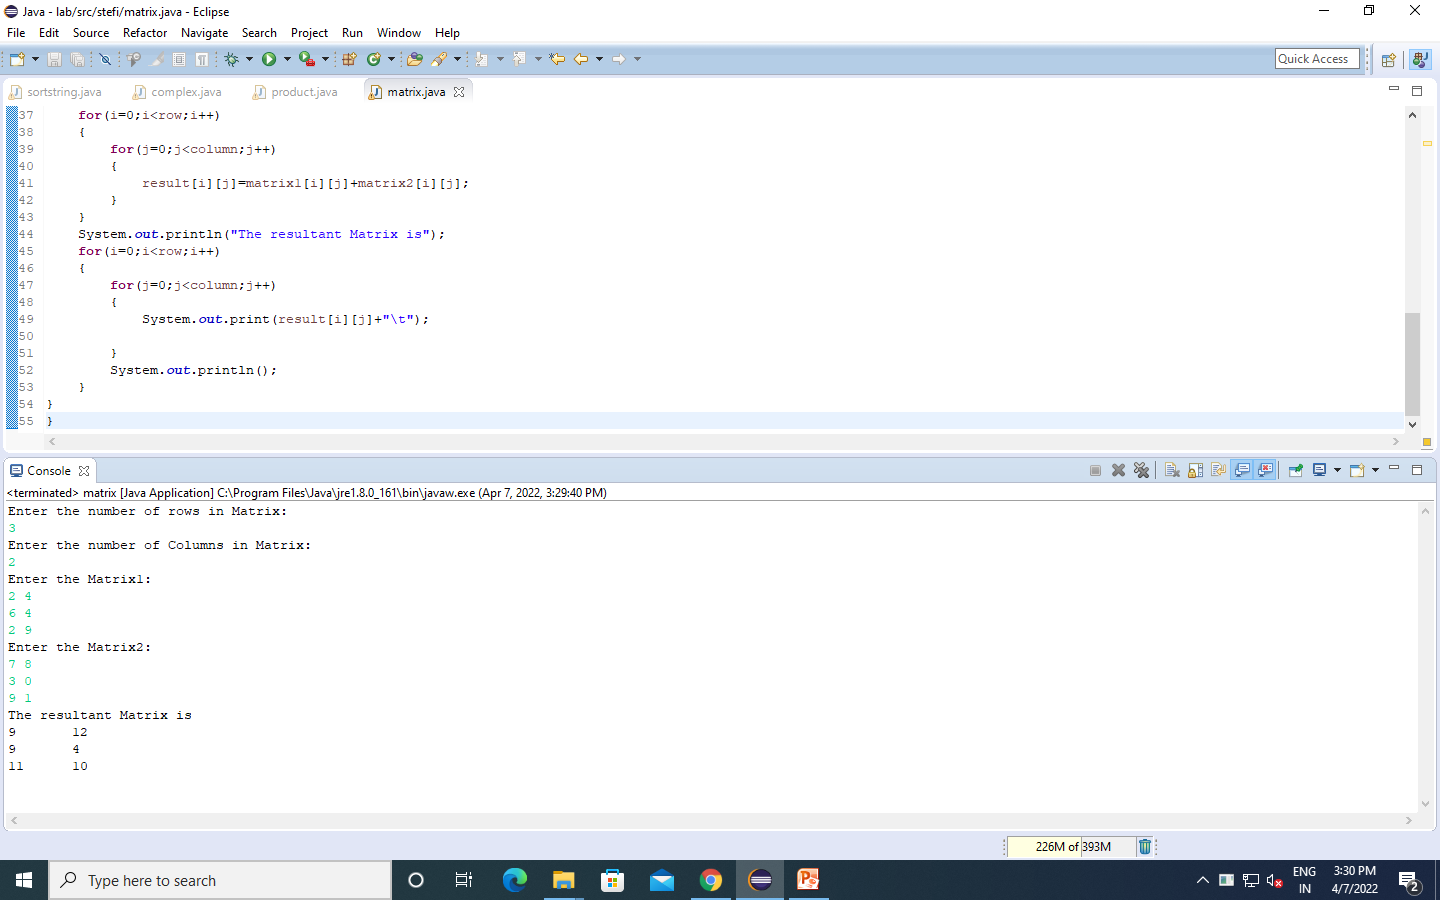 Java - lab/src/stefi/matrix.java - Eclipse
File Edit Source Refactor Navigate Search Project Run Window Help
Quick Access
sortstring.java complex.java product.java matrix.java
37 for(i=0;i<row;i++)
38 {
39 for(j=0;j<column;j++)
40 {
41 result[i][j]=matrix1[i][j]+matrix2[i][j];
42 }
43 }
44 System.out.println("The resultant Matrix is");
45 for(i=0;i<row;i++)
46 {
47 for(j=0;j<column;j++)
48 {
49 System.out.print(result[i][j]+"\t");
50
51 }
52 System.out.println();
53 }
54 }
55 }
Console
<terminated> matrix [Java Application] C:\Program Files\Java\jre1.8.0_161\bin\javaw.exe (Apr 7, 2022, 3:29:40 PM)
Enter the number of rows in Matrix:
3
Enter the number of Columns in Matrix:
2
Enter the Matrix1:
2 4
6 4
2 9
Enter the Matrix2:
7 8
3 0
9 1
The resultant Matrix is
9 12
9 4
11 10
226M of 393M
Type here to search
ENG
IN
3:30 PM
4/7/2022
2